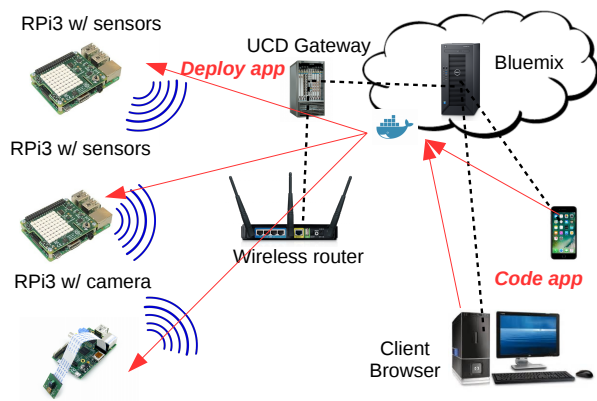 RPi3 w/ sensors
UCD Gateway
Deploy app
Bluemix
RPi3 w/ sensors
Wireless router
RPi3 w/ camera
Code app
Client
Browser